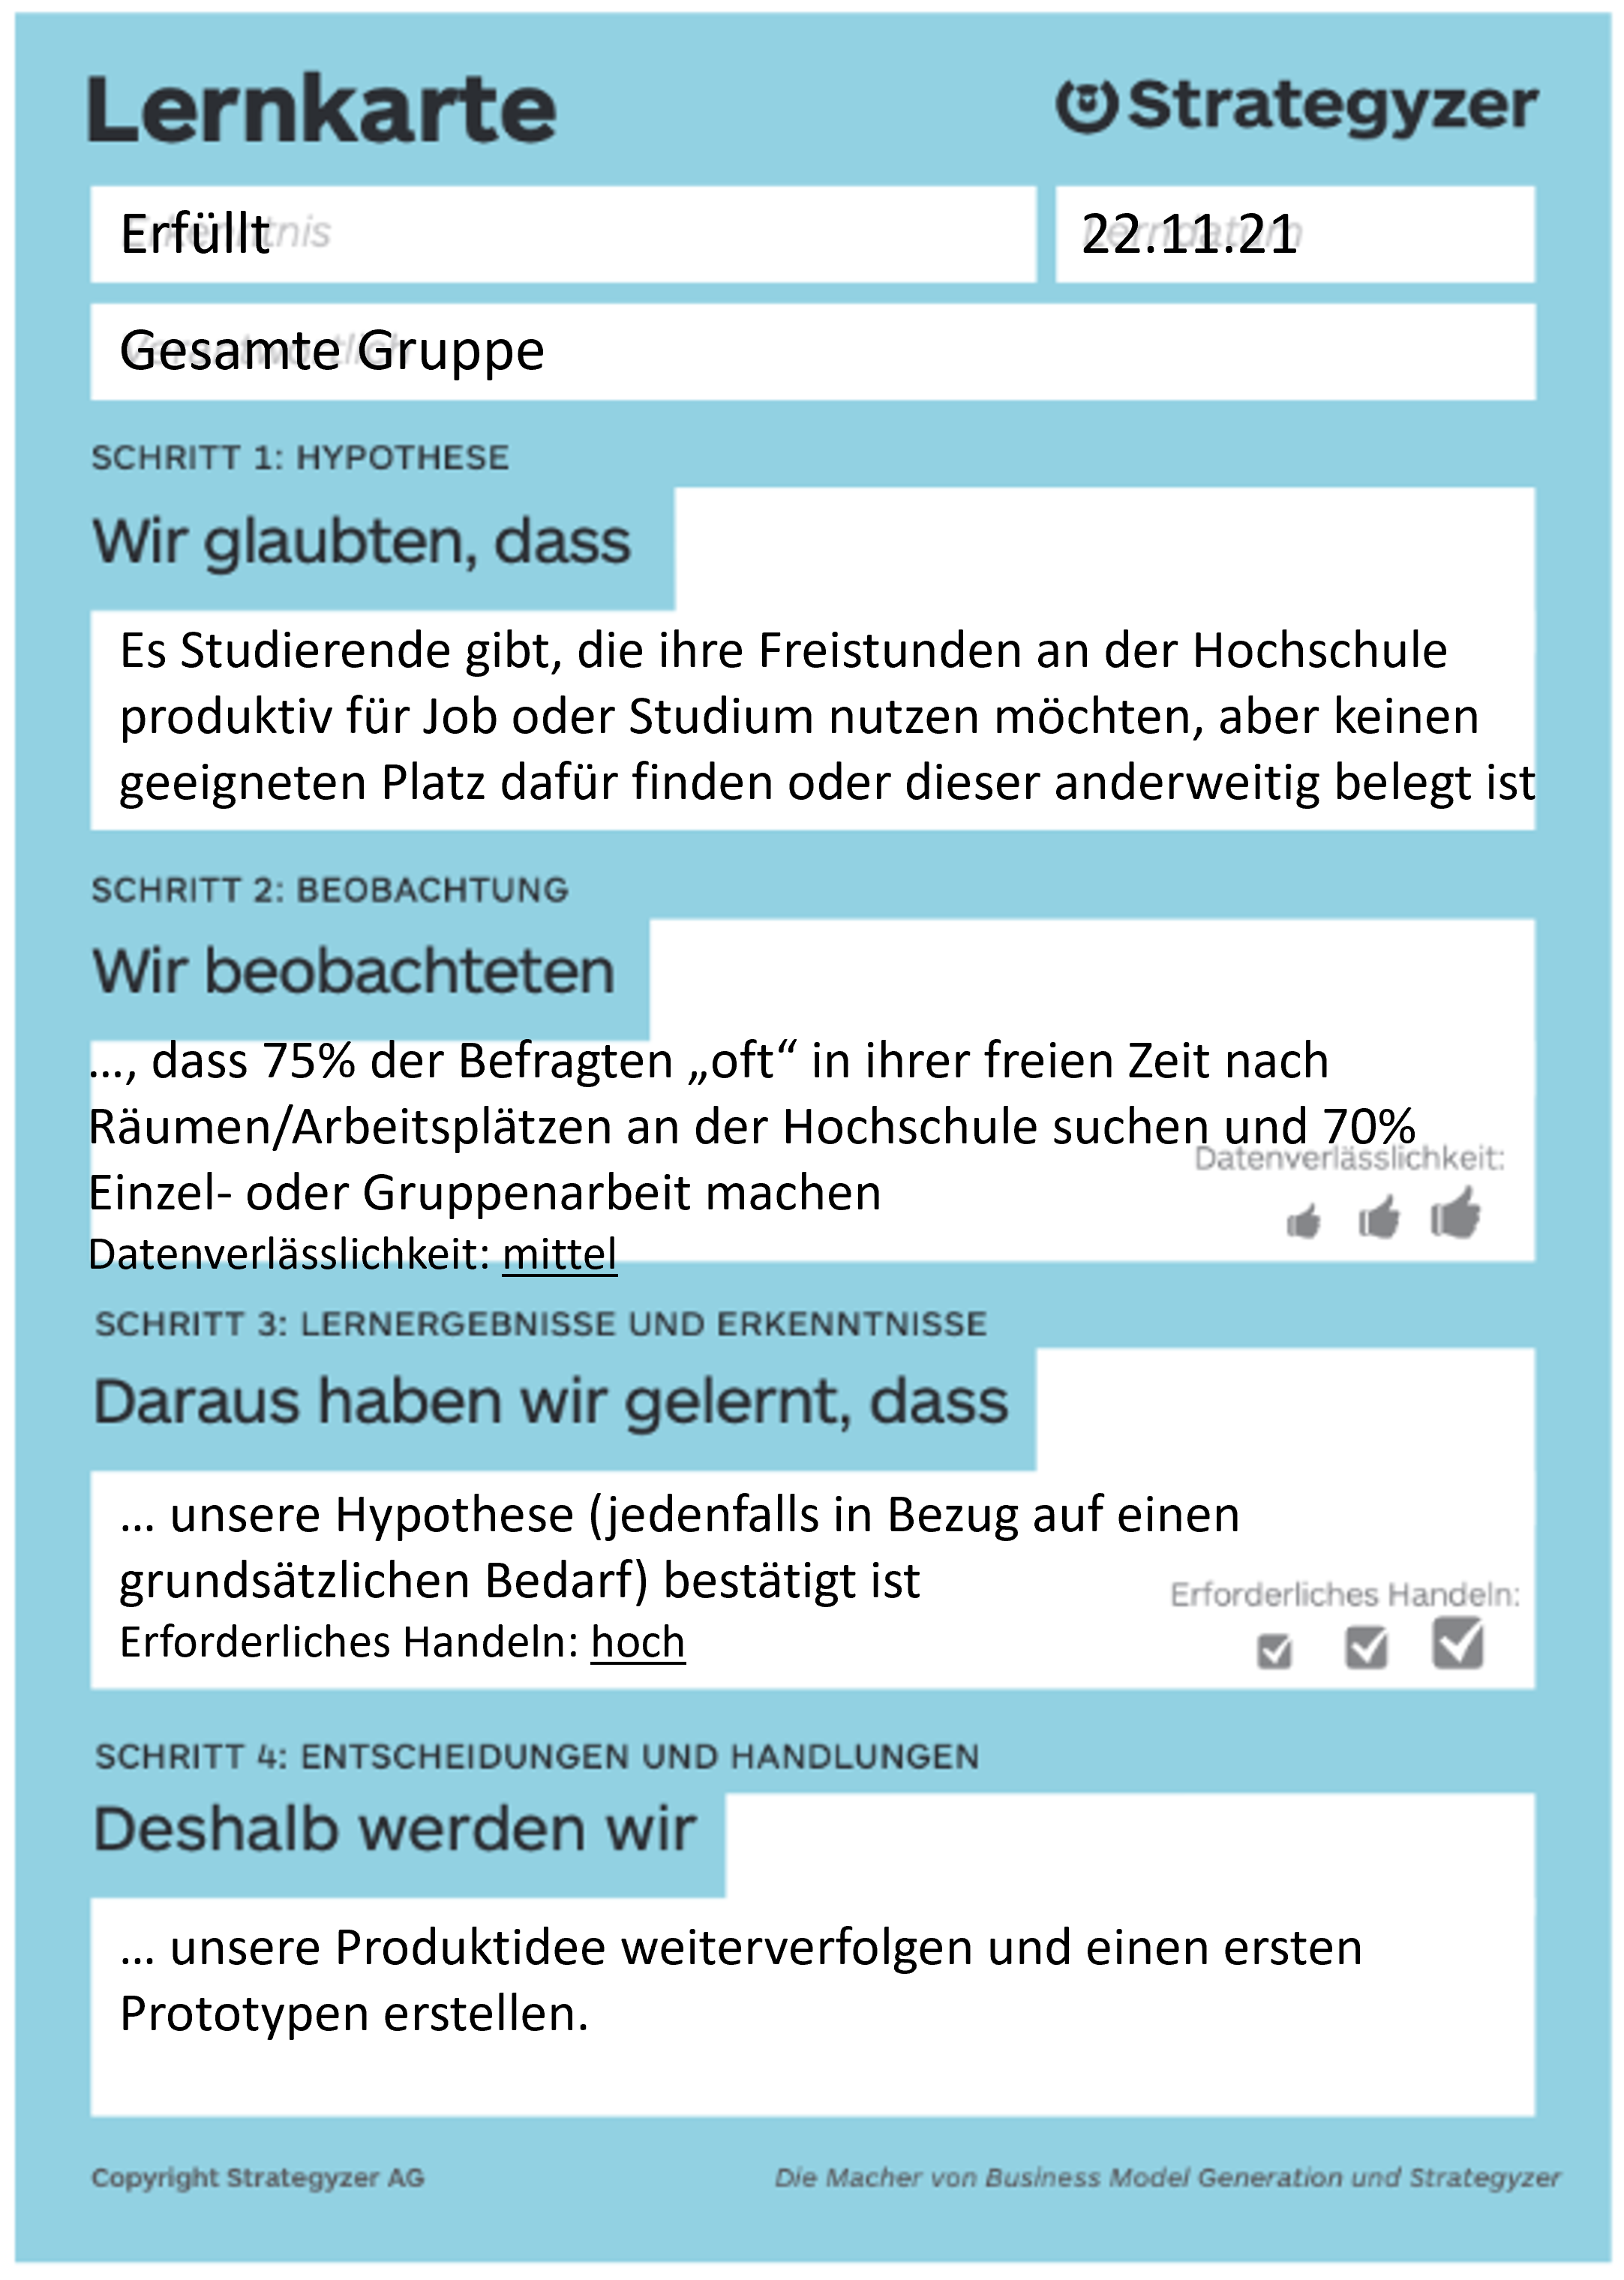 Lernkarte
Strategyzer
Erkenntnis
Erfüllt
Lerndatum
22.11.21
Verantwortlich
Gesamte Gruppe
SCHRITT 1: HYPOTHESE
Wir glaubten, dass
Es Studierende gibt, die ihre Freistunden an der Hochschule
produktiv für Job oder Studium nutzen möchten, aber keinen
geeigneten Platz dafür finden oder dieser anderweitig belegt ist
SCHRITT 2: BEOBACHTUNG
Wir beobachteten
…, dass 75% der Befragten „oft“ in ihrer freien Zeit nach
Räumen/Arbeitsplätzen an der Hochschule suchen und 70%
Einzel- oder Gruppenarbeit machen
Datenverlässlichkeit:
Datenverlässlichkeit: mittel
SCHRITT 3: LERNERGEBNISSE UND ERKENNTNISSE
Daraus haben wir gelernt, dass
… unsere Hypothese (jedenfalls in Bezug auf einen
grundsätzlichen Bedarf) bestätigt ist
Erforderliches Handeln:
Erforderliches Handeln: hoch
SCHRITT 4: ENTSCHEIDUNGEN UND HANDLUNGEN
Deshalb werden wir
… unsere Produktidee weiterverfolgen und einen ersten
Prototypen erstellen.
Copyright Strategyzer AG
Die Macher von Business Model Generation und Strategyzer